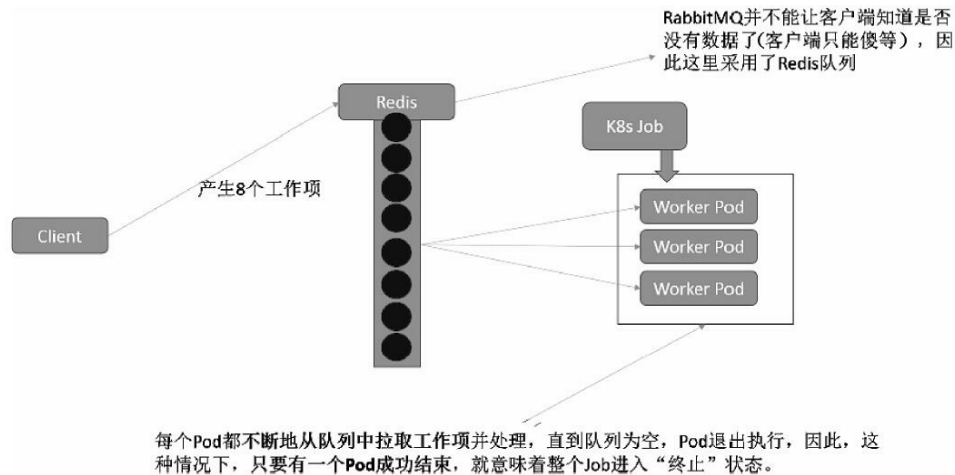 RabbitMQ并不能让客户端知道是否
没有数据了(客户端只能傻等），因
此这里采用了Redis队列
Redis
K8s Job
产生8个工作项
Worker Pod
Client
Worker Pod
Worker Pod
每个Pod都不断地从队列中拉取工作项并处理，直到队列为空，Pod退出执行，因此，这
种情况下，只要有一个Pod成功结束，就意味着整个Job进入“终止”状态。